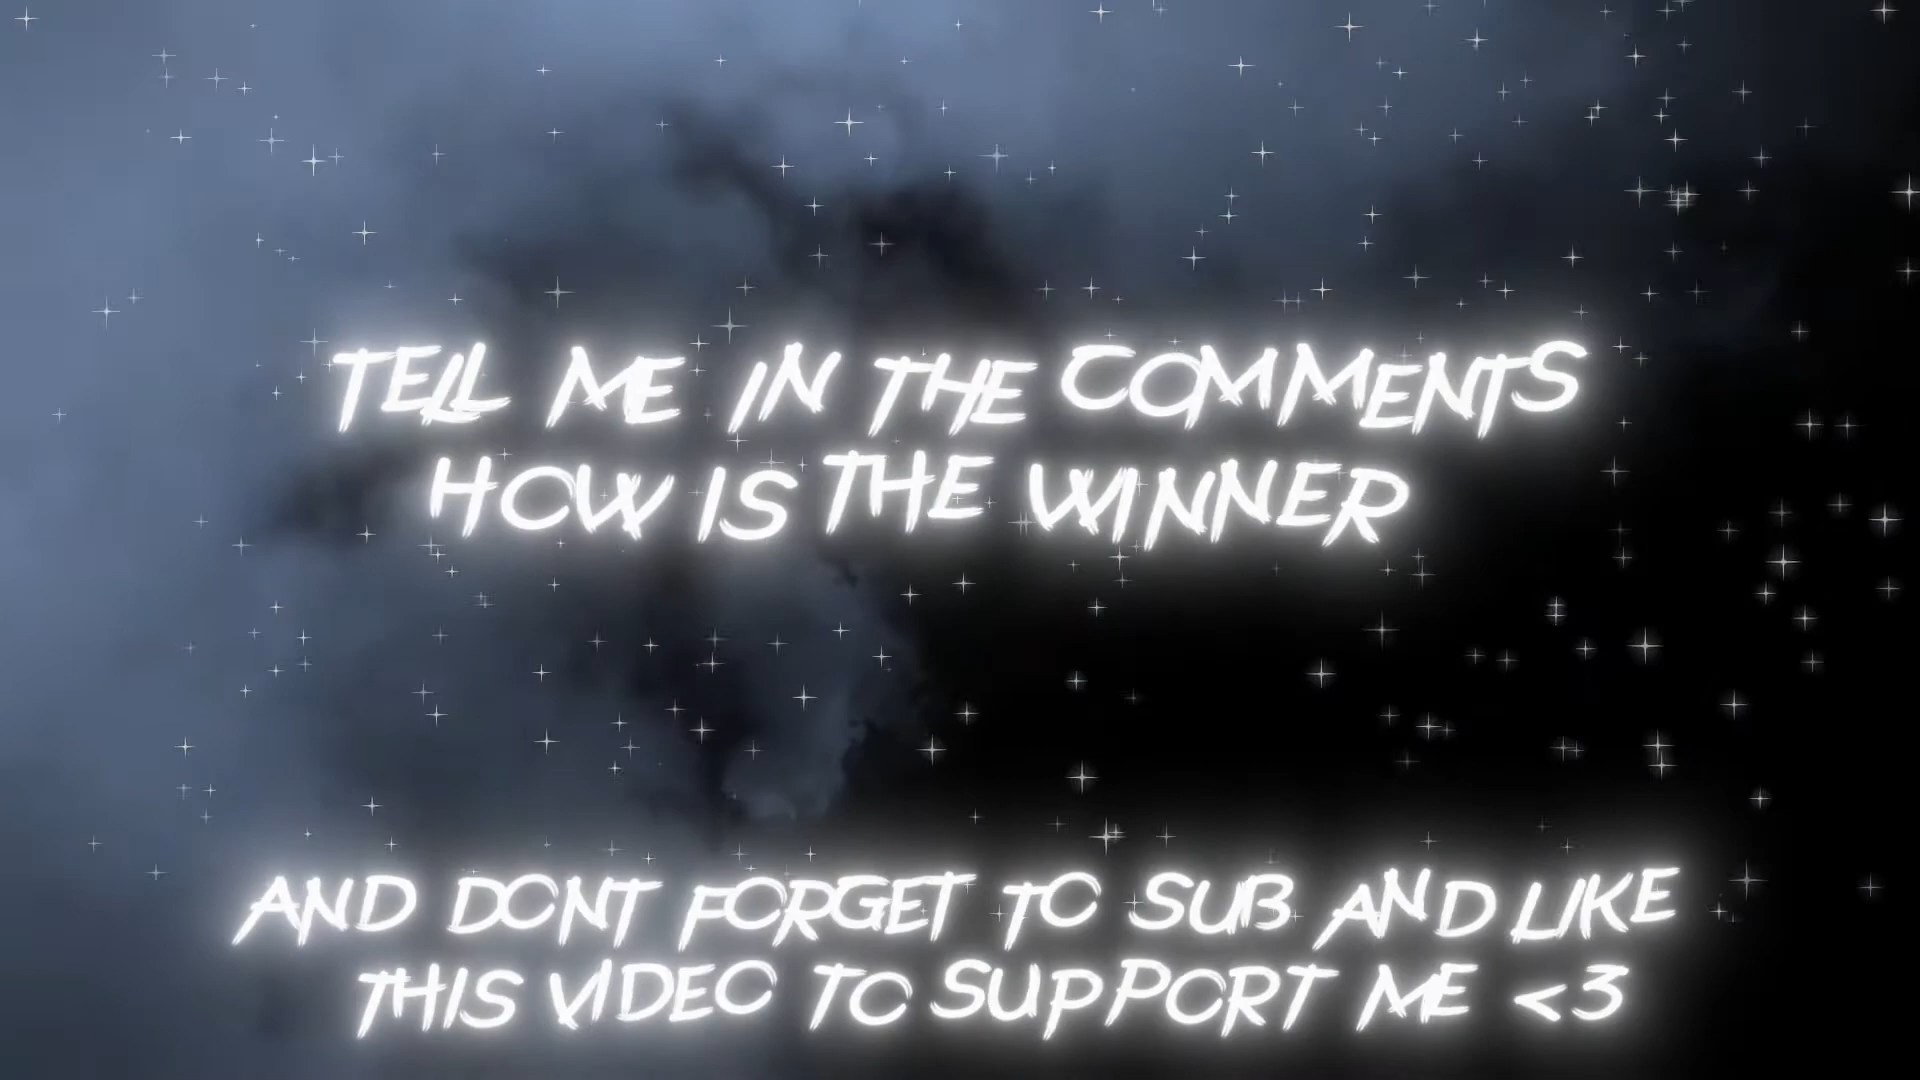 TELL ME IN THE COMMENTS
HOW IS THE WINNER
AND DONT FORGET TO SUB AND LIKE
THIS VIDEO TO SUPPORT ME <3